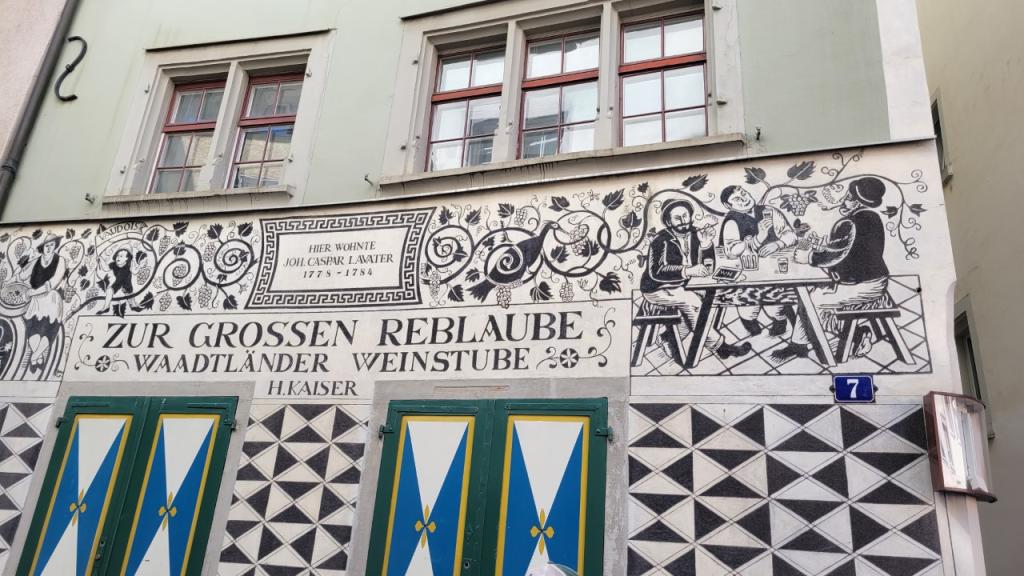 HIER WOHNTE
JOH. CASPAR LAVATER
1778 - 1784
ZUR GROSSEN REBLAUBE
WAADTLÄNDER WEINSTUBE
H. KAISER
7